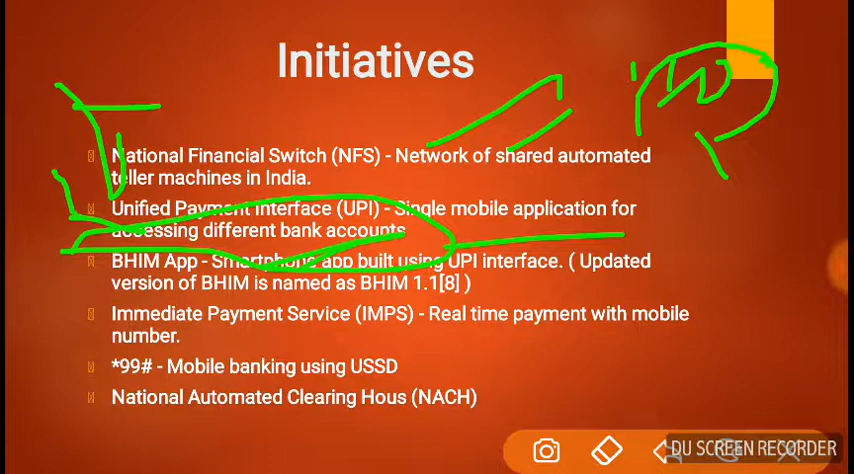 Initiatives
National Financial Switch (NFS) - Network of shared automated
teller machines in India.
Unified Payment Interface (UPI) - Single mobile application for
accessing different bank accounts.
BHIM App - Smartphone app built using UPI interface. ( Updated
version of BHIM is named as BHIM 1.1[8] )
Immediate Payment Service (IMPS) - Real time payment with mobile
number.
*99# - Mobile banking using USSD
National Automated Clearing Hous (NACH)
DU SCREEN RECORDER